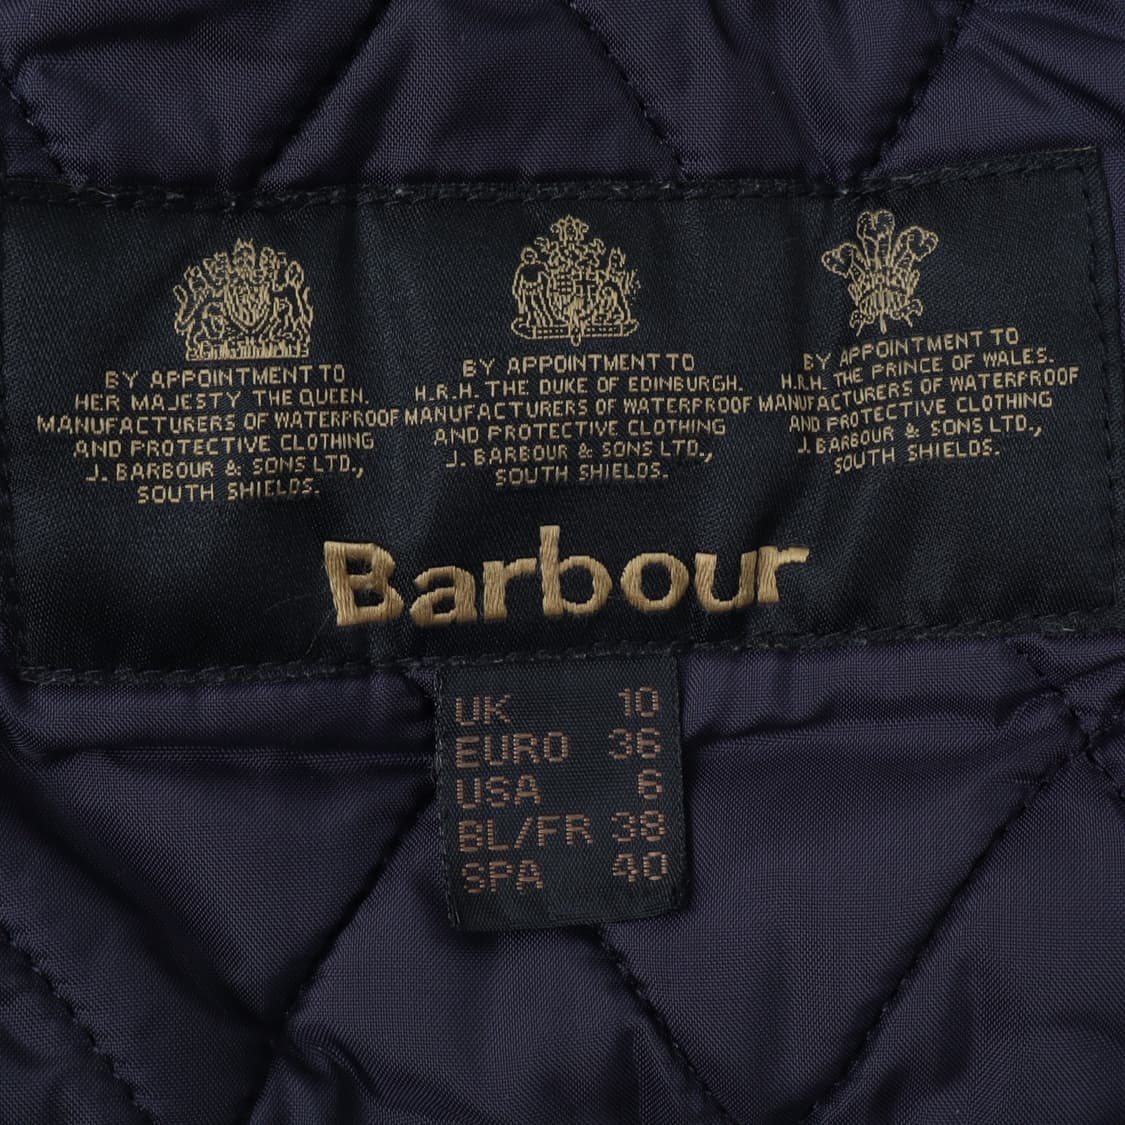 BY APPOINTMENT TO
HER MAJESTY THE QUEEN.
MANUFACTURERS OF WATERPROOF
AND PROTECTIVE CLOTHING
J. BARBOUR & SONS LTD.,
SOUTH SHIELDS.
BY APPOINTMENT TO
H.R.H. THE DUKE OF EDINBURGH.
MANUFACTURERS OF WATERPROOF
AND PROTECTIVE CLOTHING
J. BARBOUR & SONS LTD.,
SOUTH SHIELDS.
BY APPOINTMENT TO
H.R.H. THE PRINCE OF WALES.
MANUFACTURERS OF WATERPROOF
AND PROTECTIVE CLOTHING
J. BARBOUR & SONS LTD.,
SOUTH SHIELDS.
Barbour
UK 10
EURO 36
USA 6
BL/FR 38
SPA 40